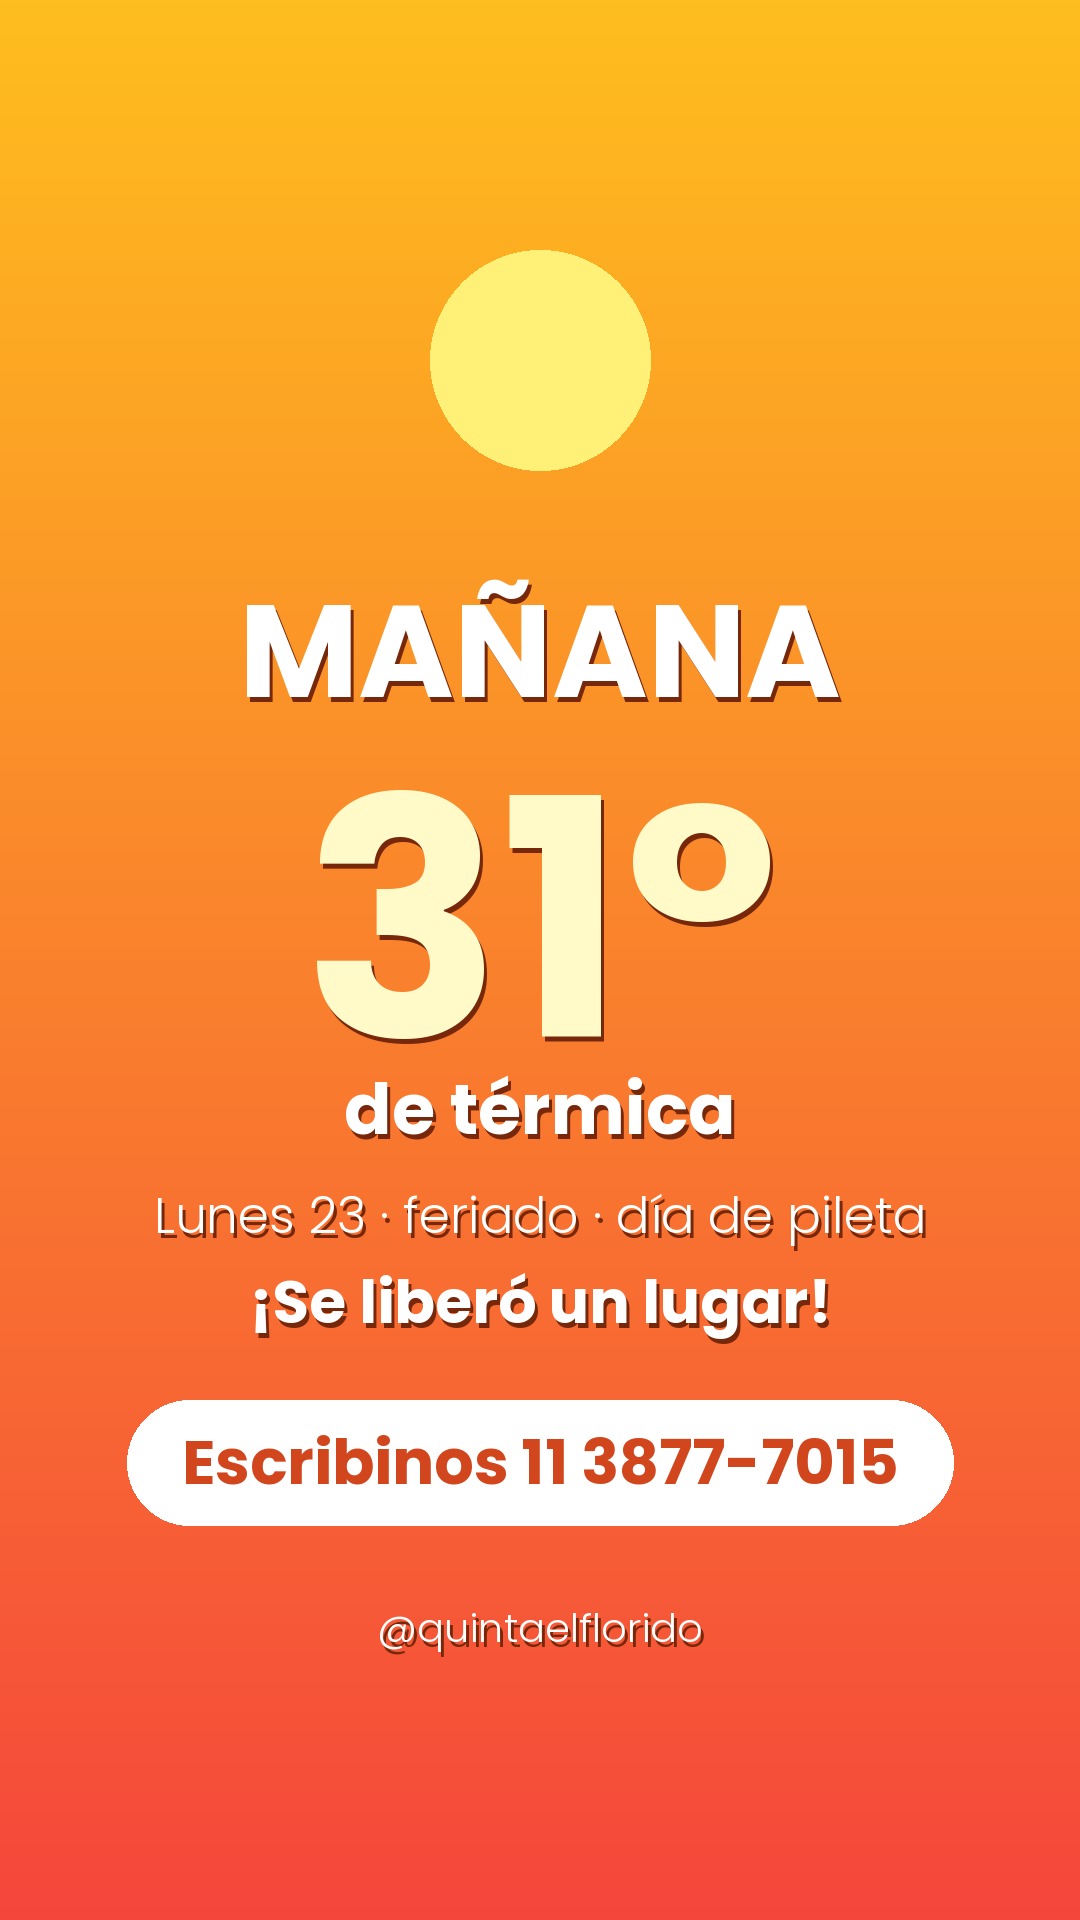 MAÑANA
31º
de térmica
Lunes 23 · feriado · día de pileta
¡Se liberó un lugar!
Escribinos 11 3877-7015
@quintaelflorido